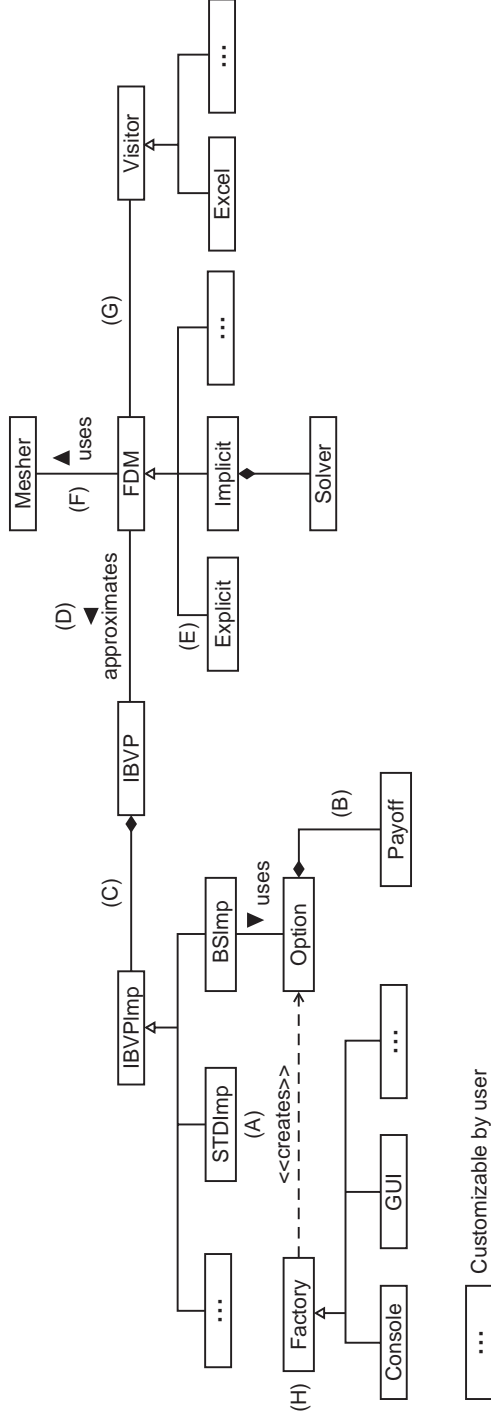 Mesher
(F)
uses
IBVPImp
(C)
IBVP
(D)
approximates
FDM
(G)
Visitor
...
STDImp
(A)
BSImp
(E)
Explicit
Implicit
...
Excel
...
uses
Solver
(H)
Factory
<<creates>>
Option
(B)
Payoff
Console
GUI
...
...
Customizable by user